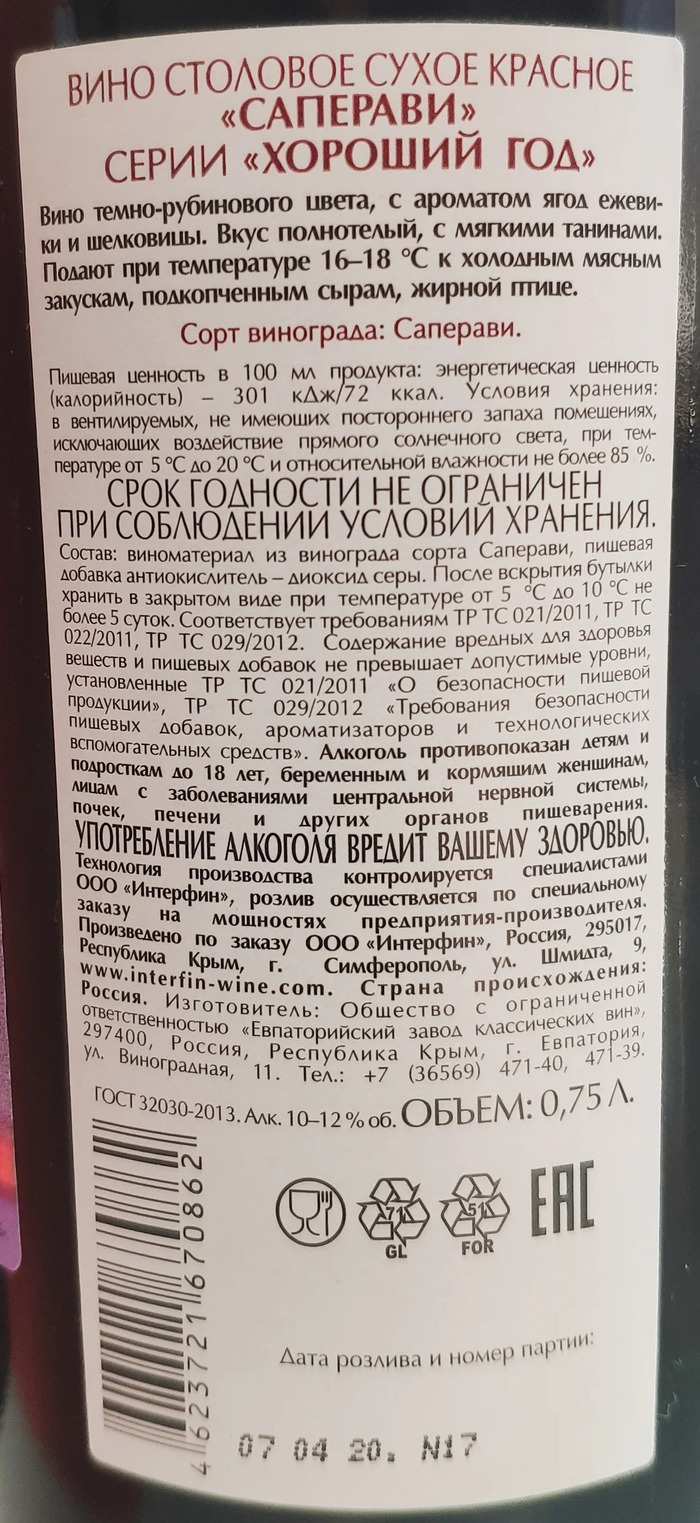 ВИНО СТОЛОВОЕ СУХОЕ КРАСНОЕ
«САПЕРАВИ»
СЕРИИ «ХОРОШИЙ ГОД»
Вино темно-рубинового цвета, с ароматом ягод ежеви-
ки и шелковицы. Вкус полнотелый, с мягкими танинами.
Подают при температуре 16–18 °С к холодным мясным
закускам, подкопченным сырам, жирной птице.
Сорт винограда: Саперави.
Пищевая ценность в 100 мл продукта: энергетическая ценность
(калорийность) – 301 кДж/72 ккал. Условия хранения:
в вентилируемых, не имеющих постороннего запаха помещениях,
исключающих воздействие прямого солнечного света, при тем-
пературе от 5 °С до 20 °С и относительной влажности не более 85 %.
СРОК ГОДНОСТИ НЕ ОГРАНИЧЕН
ПРИ СОБЛЮДЕНИИ УСЛОВИЙ ХРАНЕНИЯ.
Состав: виноматериал из винограда сорта Саперави, пищевая
добавка антиокислитель – диоксид серы. После вскрытия бутылки
хранить в закрытом виде при температуре от 5 °С до 10 °С не
более 5 суток. Соответствует требованиям ТР ТС 021/2011, ТР ТС
022/2011, ТР ТС 029/2012. Содержание вредных для здоровья
веществ и пищевых добавок не превышает допустимые уровни,
установленные ТР ТС 021/2011 «О безопасности пищевой
продукции», ТР ТС 029/2012 «Требования безопасности
пищевых добавок, ароматизаторов и технологических
вспомогательных средств». Алкоголь противопоказан детям и
подросткам до 18 лет, беременным и кормящим женщинам,
лицам с заболеваниями центральной нервной системы,
почек, печени и других органов пищеварения.
УПОТРЕБЛЕНИЕ АЛКОГОЛЯ ВРЕДИТ ВАШЕМУ ЗДОРОВЬЮ.
Технология производства контролируется специалистами
ООО «Интерфин», розлив осуществляется по специальному
заказу на мощностях предприятия-производителя.
Произведено по заказу ООО «Интерфин», Россия, 295017,
Республика Крым, г. Симферополь, ул. Шмидта, 9,
www.interfin-wine.com. Страна происхождения:
Россия. Изготовитель: Общество с ограниченной
ответственностью «Евпаторийский завод классических вин»,
297400, Россия, Республика Крым, г. Евпатория,
ул. Виноградная, 11. Тел.: +7 (36569) 471-40, 471-39.
ГОСТ 32030-2013. Алк. 10–12 % об. ОБЪЕМ: 0,75 Л.
4 623721 670862
71
GL
51
FOR
ЕАС
Дата розлива и номер партии:
07 04 20. N17